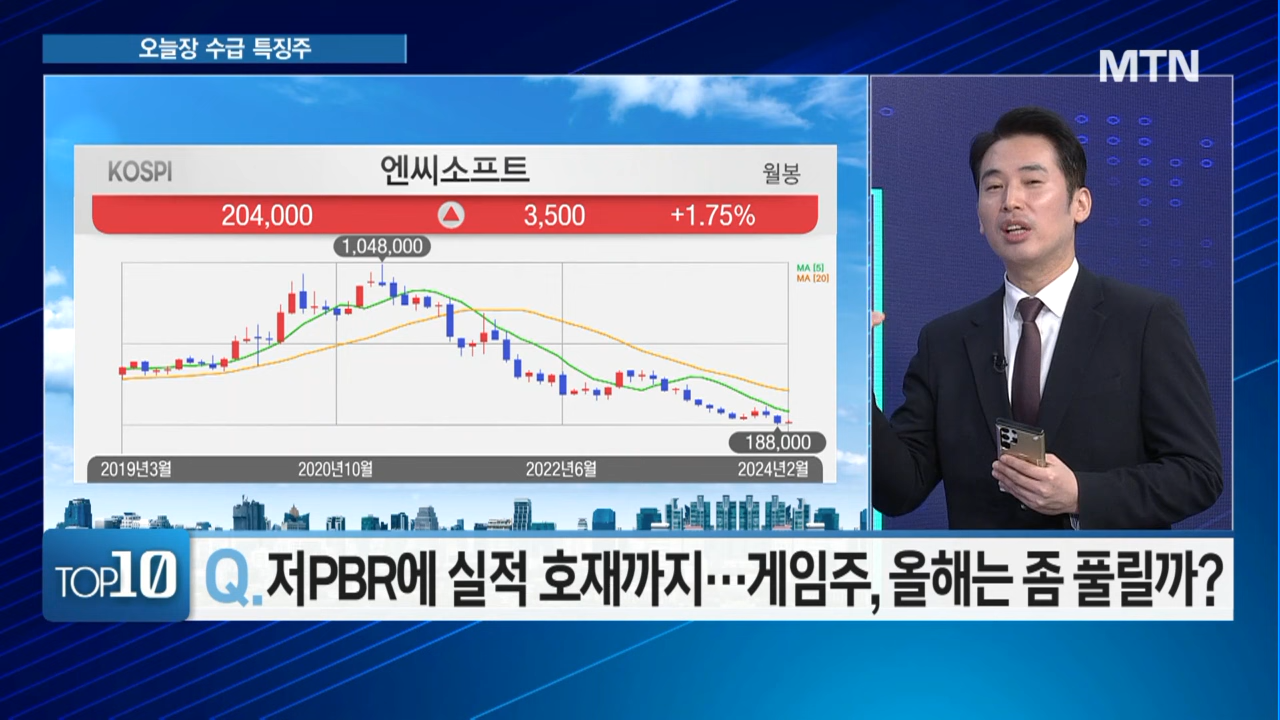 오늘장 수급 특징주
MTN
KOSPI 엔씨소프트 월봉
204,000 3,500 +1.75%
1,048,000
MA [5]
MA [20]
188,000
2019년3월 2020년10월 2022년6월 2024년2월
TOP10 Q. 저PBR에 실적 호재까지…게임주, 올해는 좀 풀릴까?